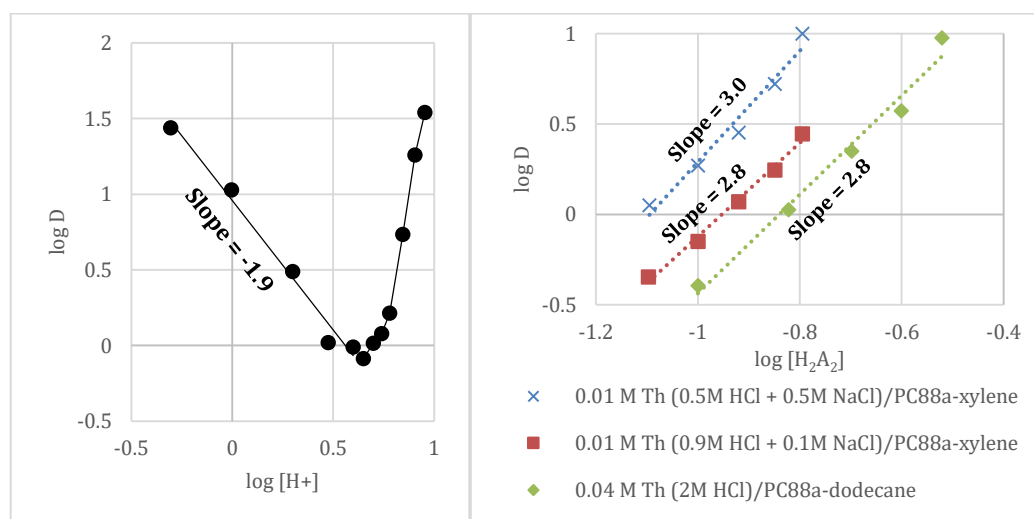 2
1.5
1
0.5
0
-0.5
-0.5 0 0.5 1
log D
log [H+]
Slope = -1.9
1
0.5
0
-0.5
-1.2 -1 -0.8 -0.6 -0.4
log D
log [H₂A₂]
Slope = 3.0
Slope = 2.8
Slope = 2.8
0.01 M Th (0.5M HCl + 0.5M NaCl)/PC88a-xylene
0.01 M Th (0.9M HCl + 0.1M NaCl)/PC88a-xylene
0.04 M Th (2M HCl)/PC88a-dodecane